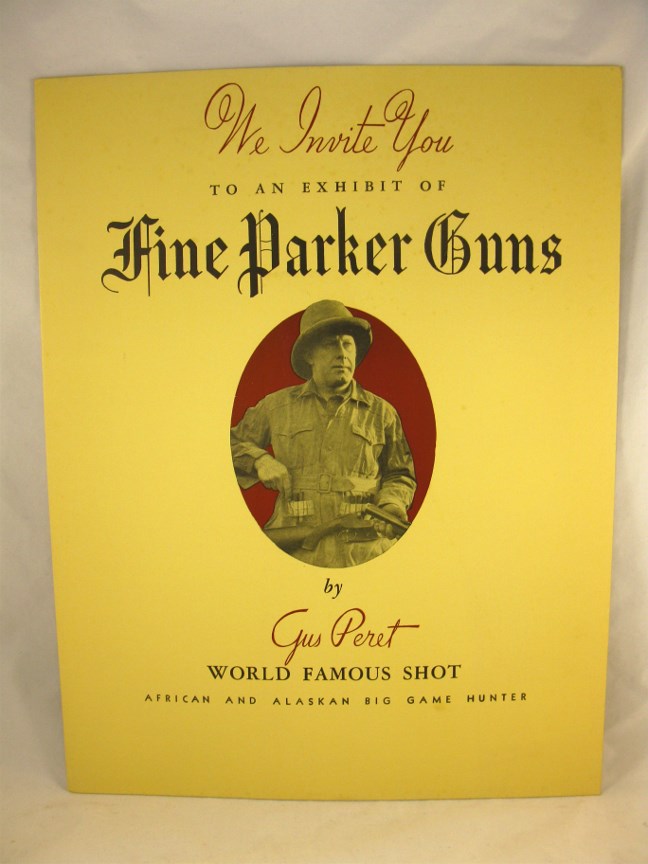 We Invite You
TO AN EXHIBIT OF
Fine Parker Guns
by
Gus Peret
WORLD FAMOUS SHOT
AFRICAN AND ALASKAN BIG GAME HUNTER